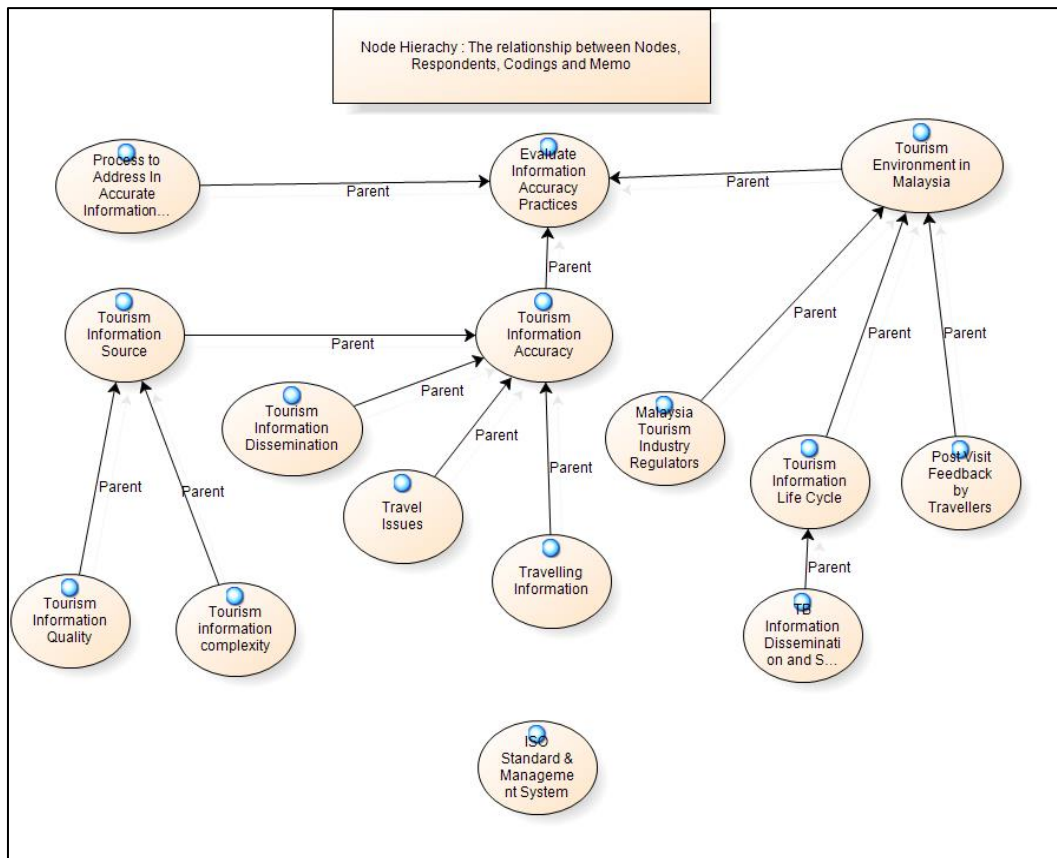 Node Hierachy : The relationship between Nodes,
Respondents, Codings and Memo
Process to
Address In
Accurate
Information...
Parent
Evaluate
Information
Accuracy
Practices
Parent
Tourism
Environment in
Malaysia
Parent
Tourism
Information
Source
Parent
Tourism
Information
Accuracy
Parent
Parent
Parent
Tourism
Information
Dissemination
Parent
Parent
Parent
Malaysia
Tourism
Industry
Regulators
Tourism
Information
Life Cycle
Post Visit
Feedback
by
Travellers
Travel
Issues
Parent
Parent
Travelling
Information
Parent
Tourism
Information
Quality
Tourism
information
complexity
TB
Information
Disseminati
on and S...
ISO
Standard &
Manageme
nt System